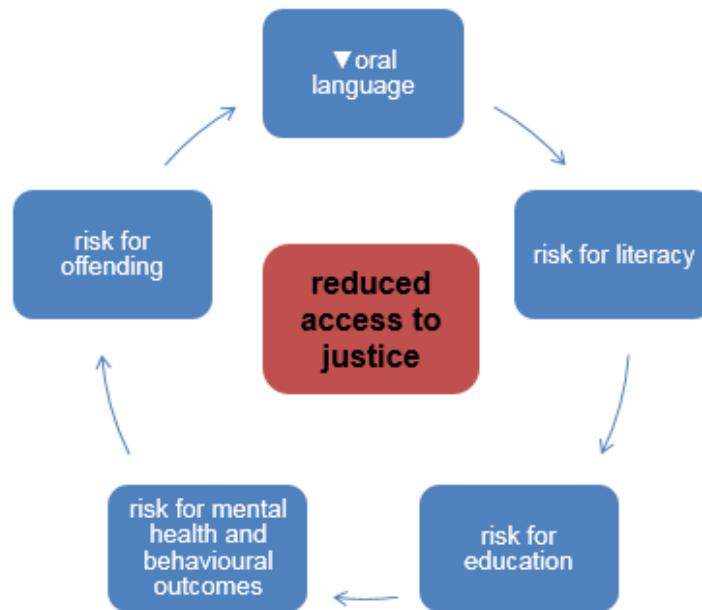 ▼oral
language
risk for literacy
risk for
education
risk for mental
health and
behavioural
outcomes
risk for
offending
reduced
access to
justice